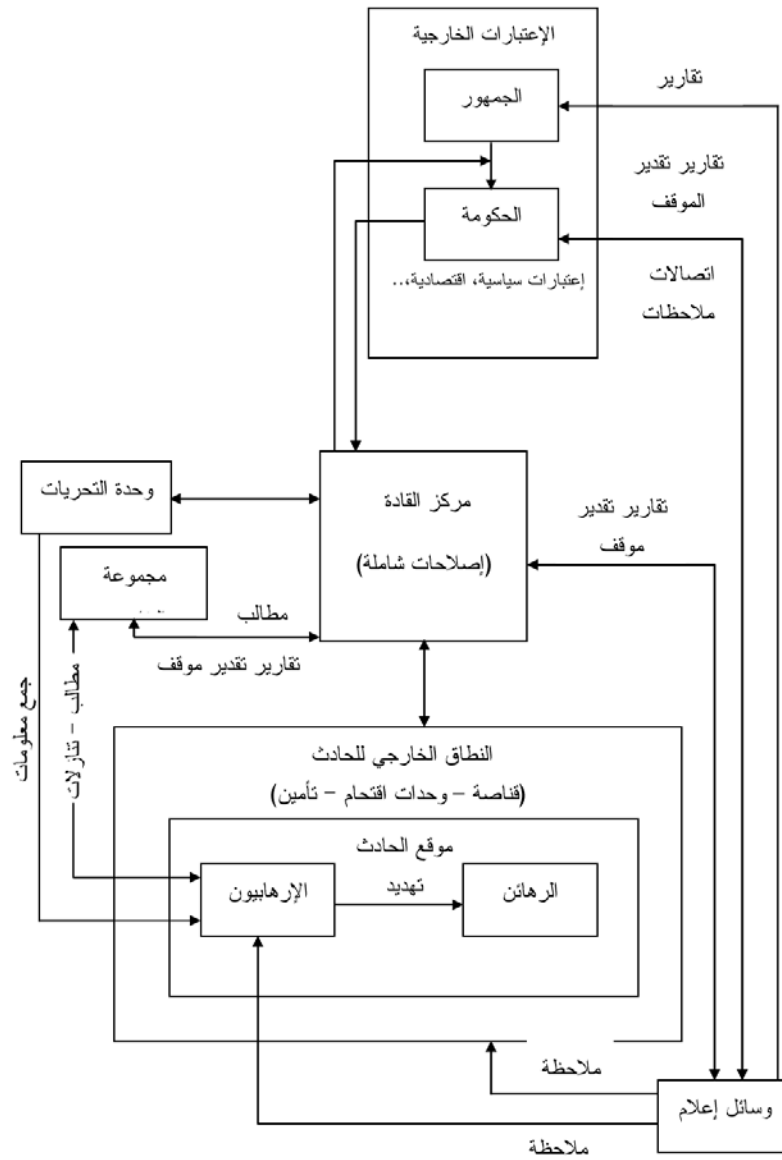 الإعتبارات الخارجية
الجمهور
تقارير
تقارير تقدير
الموقف
الحكومة
إعتبارات سياسية، اقتصادية،..
اتصالات
ملاحظات
وحدة التحريات
مركز القادة
(إصلاحات شاملة)
تقارير تقدير
موقف
مجموعة
مطالب
تقارير تقدير موقف
جمع معلومات
مطالب – تنازلات
النطاق الخارجي للحادث
(قناصة – وحدات اقتحام – تأمين)
موقع الحادث
الإرهابيون
تهديد
الرهائن
ملاحظة
وسائل إعلام
ملاحظة